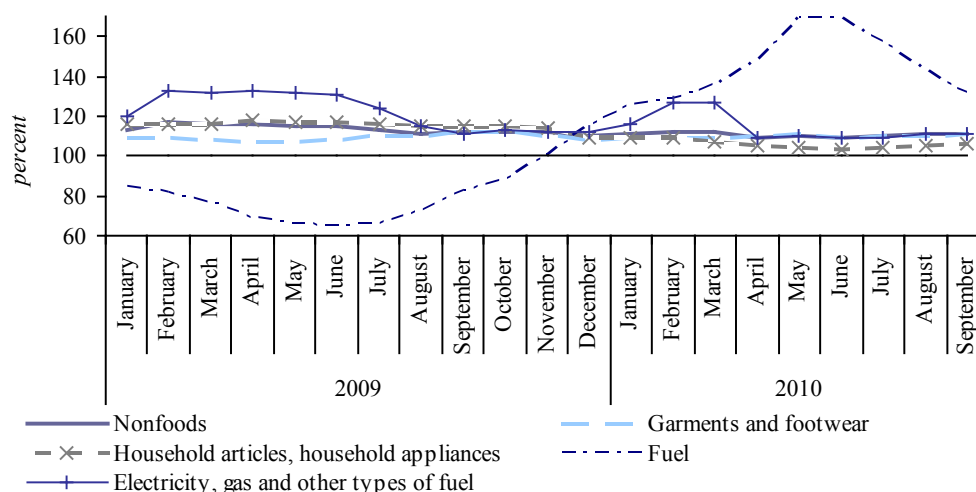 percent
160
140
120
100
80
60
January
February
March
April
May
June
July
August
September
October
November
December
January
February
March
April
May
June
July
August
September
2009 2010
Nonfoods Garments and footwear
Household articles, household appliances Fuel
Electricity, gas and other types of fuel